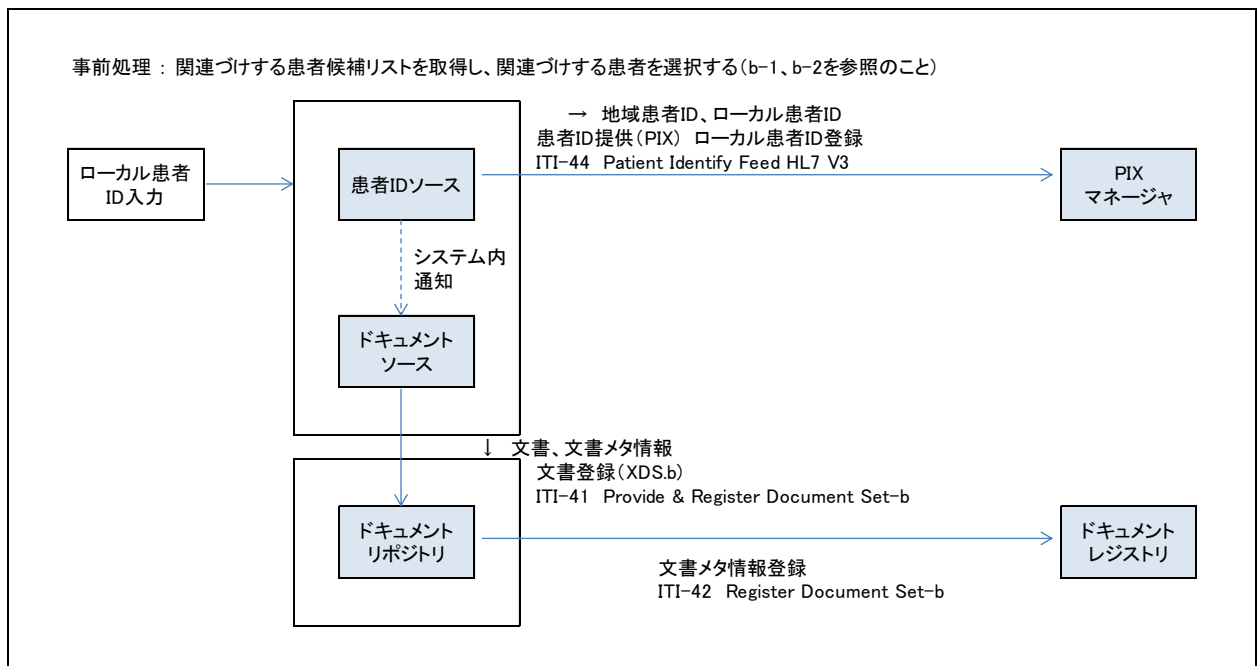 事前処理 : 関連づけする患者候補リストを取得し、関連づけする患者を選択する(b-1、b-2を参照のこと)
→ 地域患者ID、ローカル患者ID
患者ID提供(PIX) ローカル患者ID登録
ITI-44 Patient Identify Feed HL7 V3
ローカル患者
ID入力
患者IDソース
PIX
マネージャ
システム内
通知
ドキュメント
ソース
↓ 文書、文書メタ情報
文書登録(XDS.b)
ITI-41 Provide & Register Document Set-b
ドキュメント
リポジトリ
ドキュメント
レジストリ
文書メタ情報登録
ITI-42 Register Document Set-b